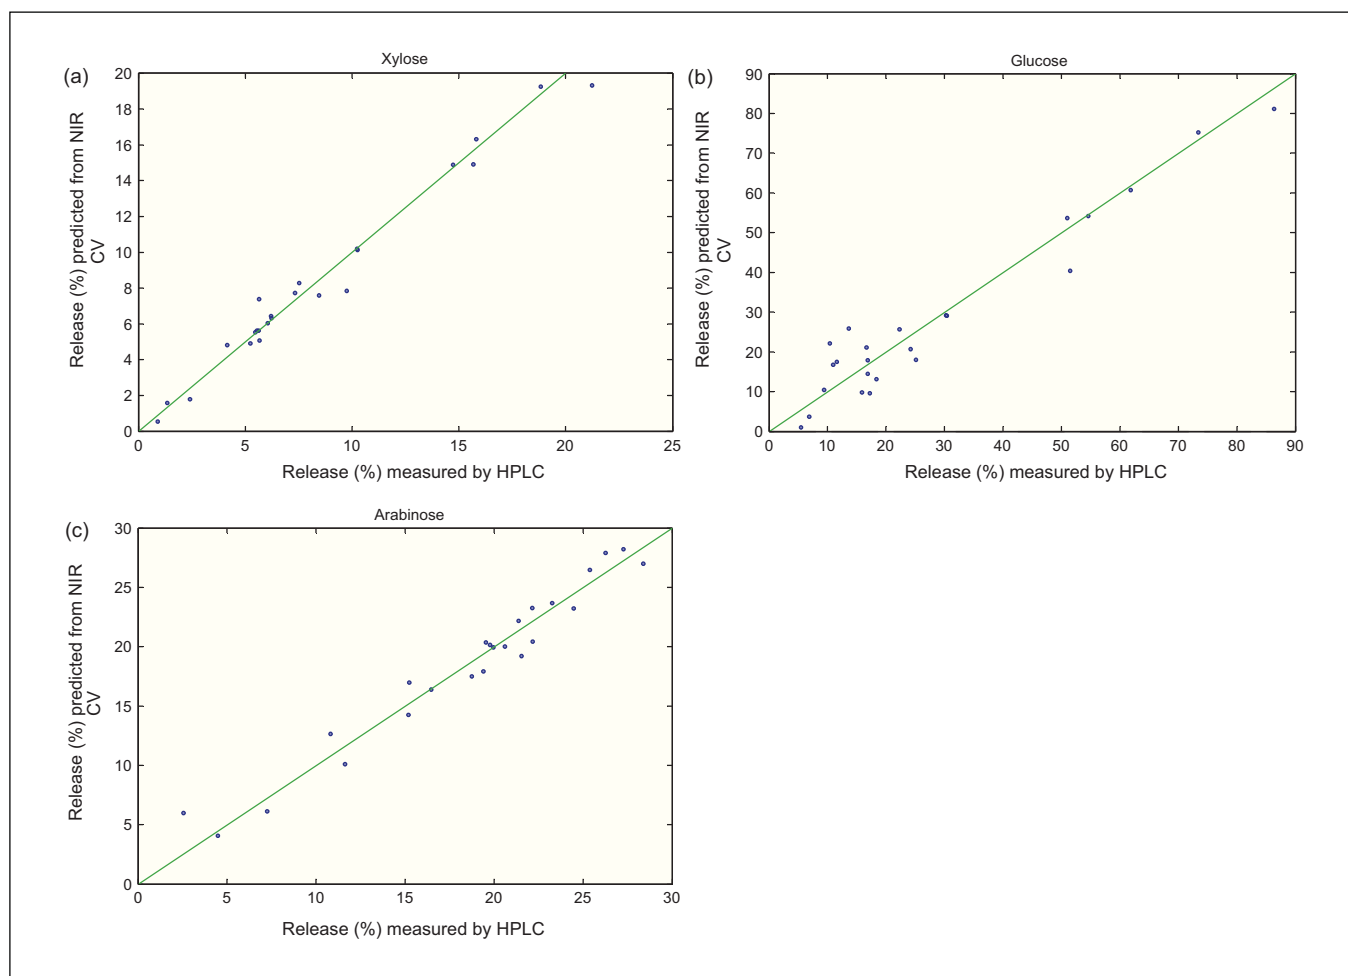 Xylose
(a)
20
18
16
14
12
10
8
6
4
2
0
Release (%) predicted from NIR
CV
0 5 10 15 20 25
Release (%) measured by HPLC
Glucose
(b)
90
80
70
60
50
40
30
20
10
0
Release (%) predicted from NIR
CV
0 10 20 30 40 50 60 70 80 90
Release (%) measured by HPLC
Arabinose
(c)
30
25
20
15
10
5
0
Release (%) predicted from NIR
CV
0 5 10 15 20 25 30
Release (%) measured by HPLC